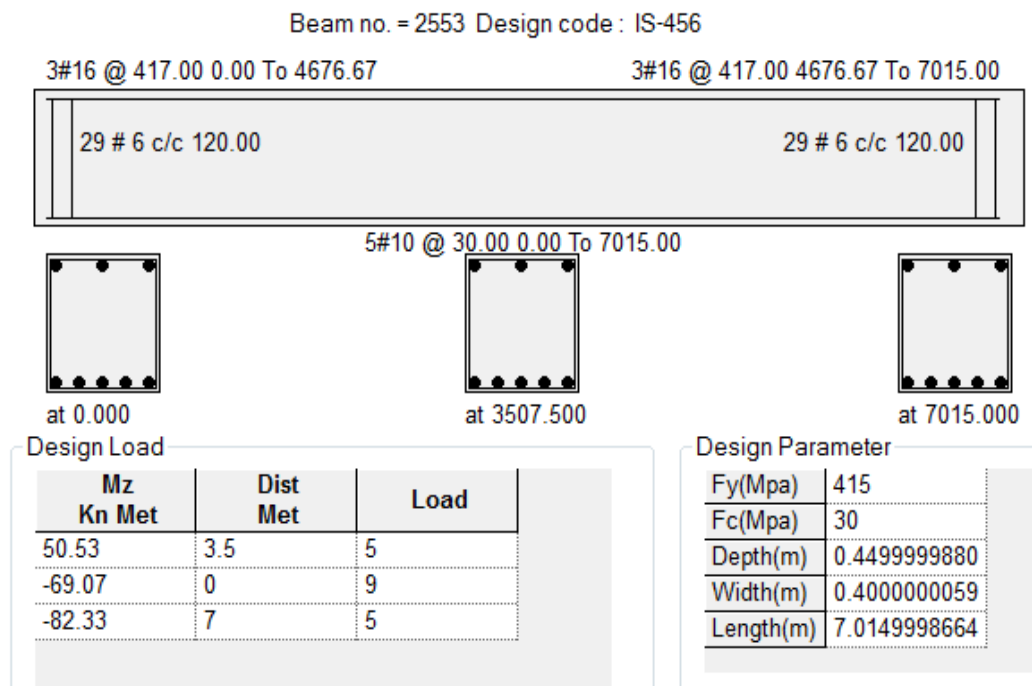 Beam no. = 2553 Design code : IS-456
3#16 @ 417.00 0.00 To 4676.67
3#16 @ 417.00 4676.67 To 7015.00
29 # 6 c/c 120.00
29 # 6 c/c 120.00
5#10 @ 30.00 0.00 To 7015.00
at 0.000
at 3507.500
at 7015.000
Design Load
Mz Dist Load
Kn Met Met
50.53 3.5 5
-69.07 0 9
-82.33 7 5
Design Parameter
Fy(Mpa) 415
Fc(Mpa) 30
Depth(m) 0.4499999880
Width(m) 0.4000000059
Length(m) 7.0149998664